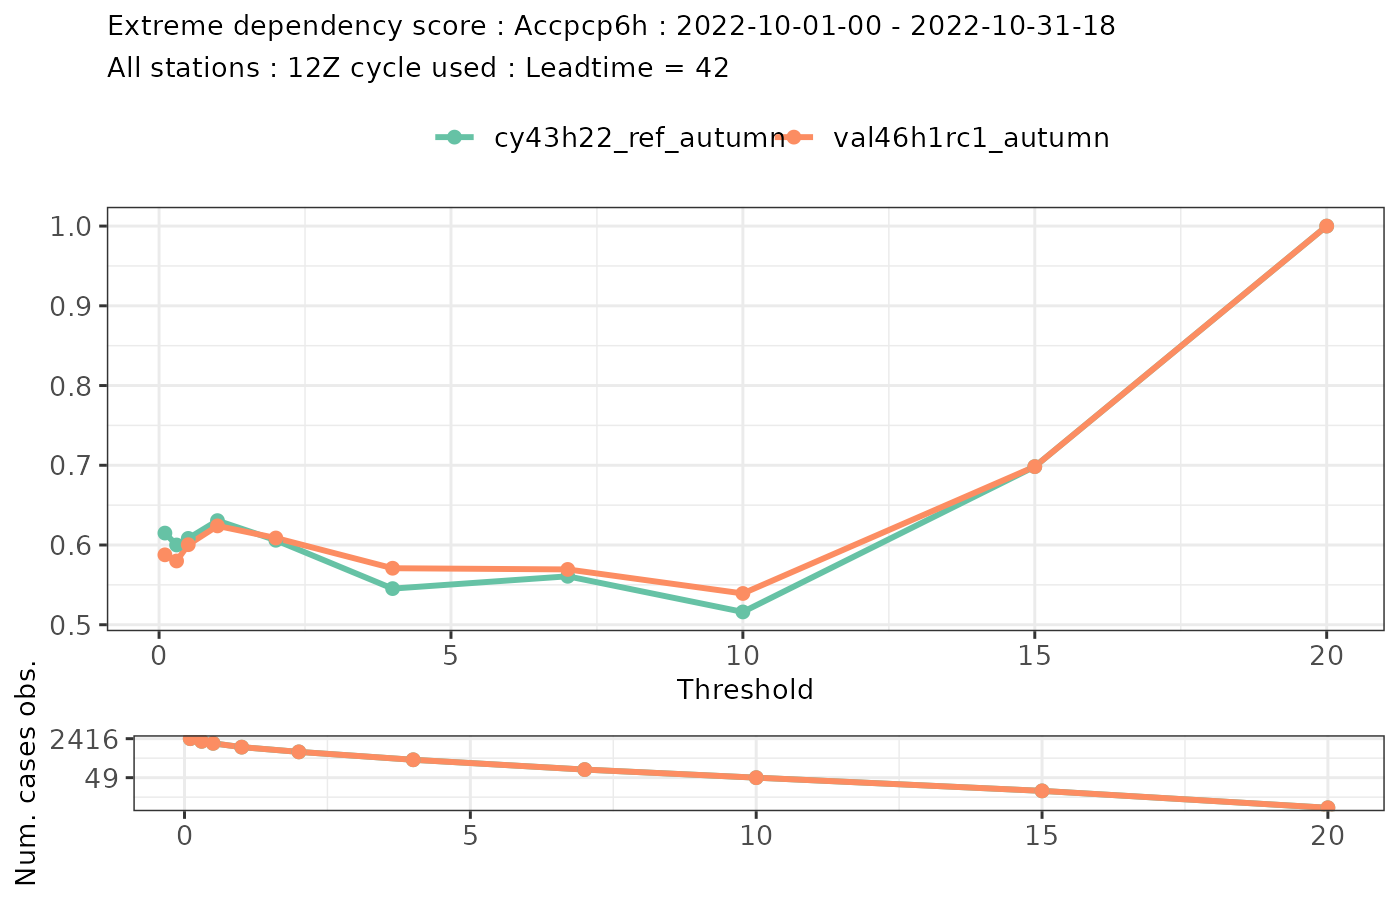 Extreme dependency score : Accpcp6h : 2022-10-01-00 - 2022-10-31-18
All stations : 12Z cycle used : Leadtime = 42
cy43h22_ref_autumn val46h1rc1_autumn
1.0
0.9
0.8
0.7
0.6
0.5
0 5 10 15 20
Threshold
Num. cases obs.
2416
49
0 5 10 15 20